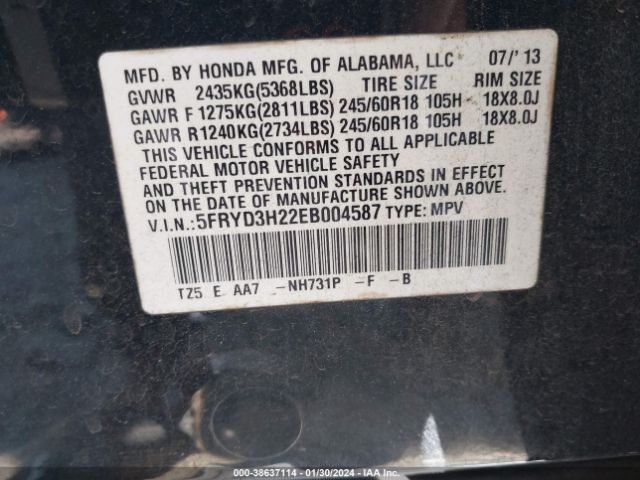 MFD. BY HONDA MFG. OF ALABAMA, LLC 07/'13
GVWR 2435KG(5368LBS) TIRE SIZE RIM SIZE
GAWR F 1275KG(2811LBS) 245/60R18 105H 18X8.0J
GAWR R1240KG(2734LBS) 245/60R18 105H 18X8.0J
THIS VEHICLE CONFORMS TO ALL APPLICABLE
FEDERAL MOTOR VEHICLE SAFETY
AND THEFT PREVENTION STANDARDS IN EFFECT
ON THE DATE OF MANUFACTURE SHOWN ABOVE.
V.I.N.:5FRYD3H22EB004587 TYPE: MPV
TZ5 E AA7 -NH731P -F -B
000-38637114 - 01/30/2024 - IAA Inc.